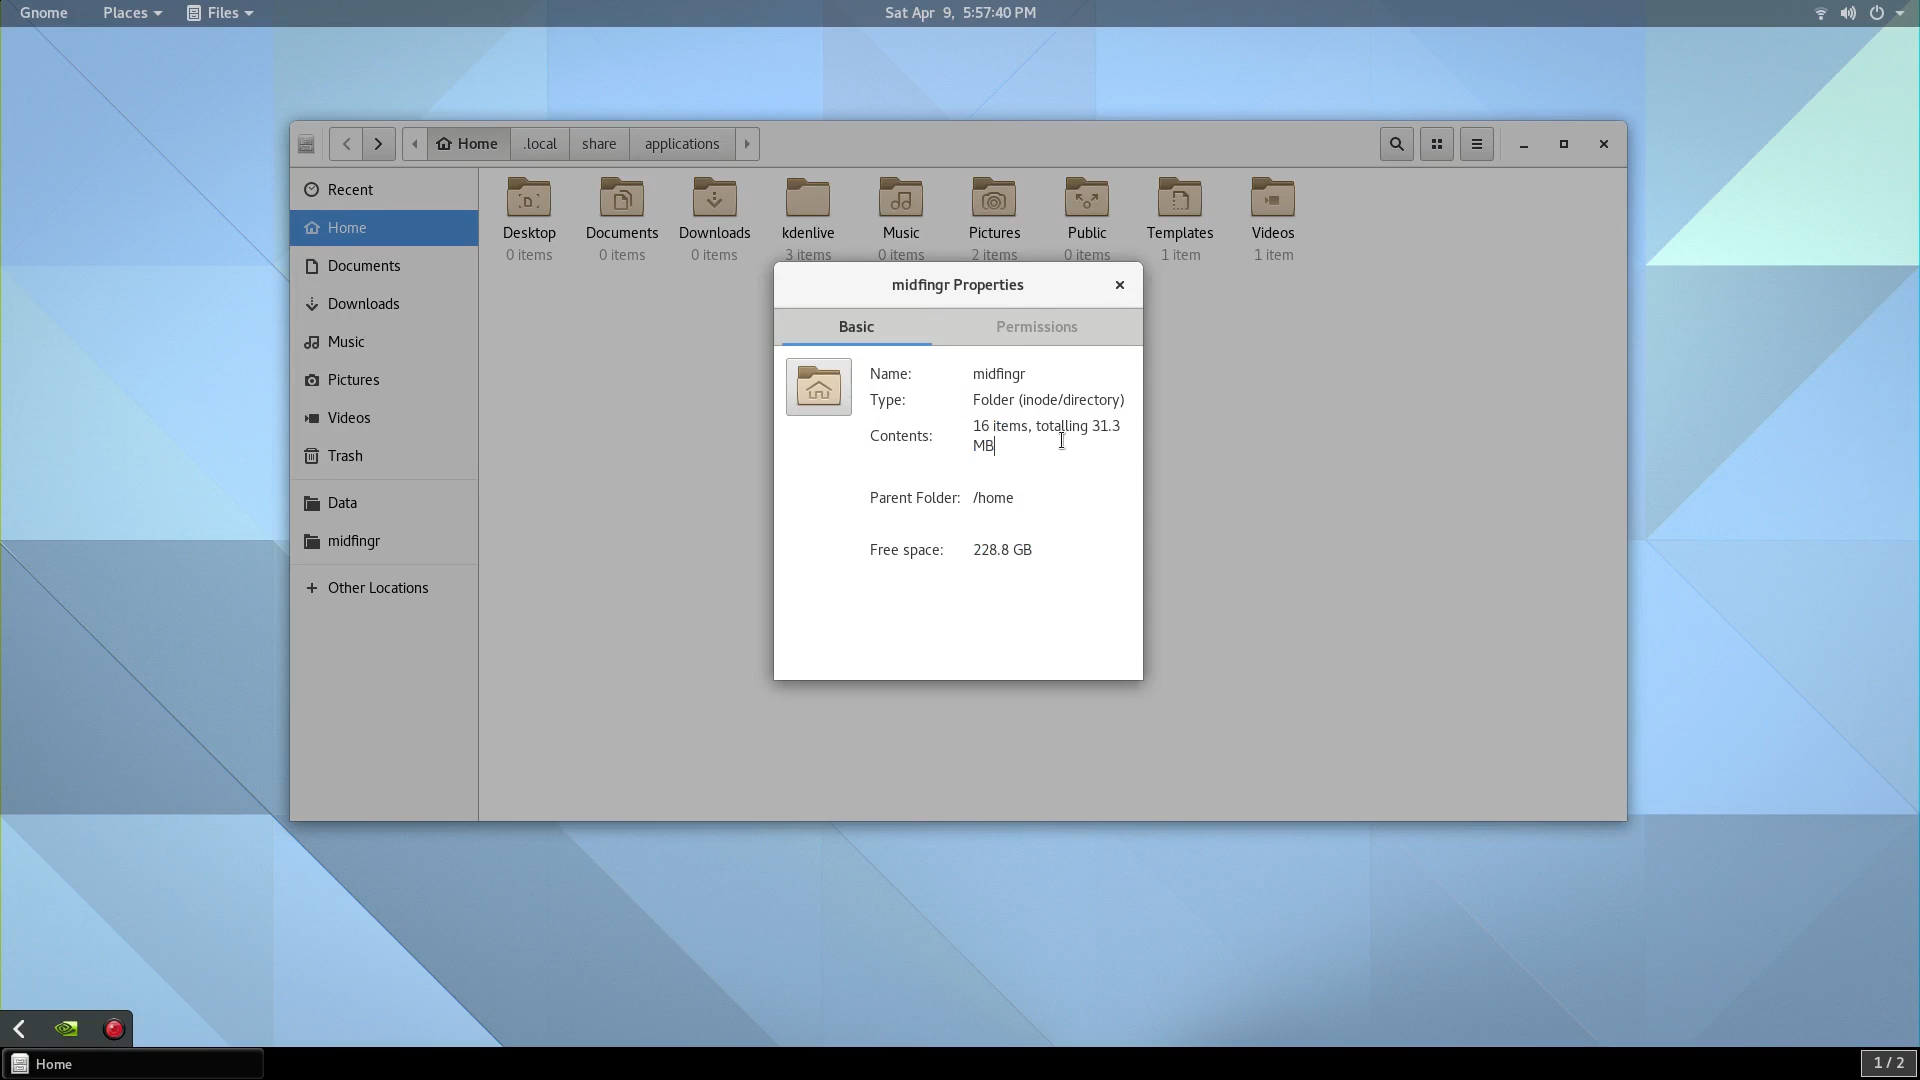 Gnome Places Files Sat Apr 9, 5:57:40 PM
Home .local share applications
Recent
Home
Documents
Downloads
Music
Pictures
Videos
Trash
Data
midfingr
Other Locations
Desktop Documents Downloads kdenlive Music Pictures Public Templates Videos
0 items 0 items 0 items 3 items 0 items 2 items 0 items 1 item 1 item
midfingr Properties
Basic Permissions
Name: midfingr
Type: Folder (inode/directory)
Contents: 16 items, totalling 31.3
MB
Parent Folder: /home
Free space: 228.8 GB
Home 1 / 2